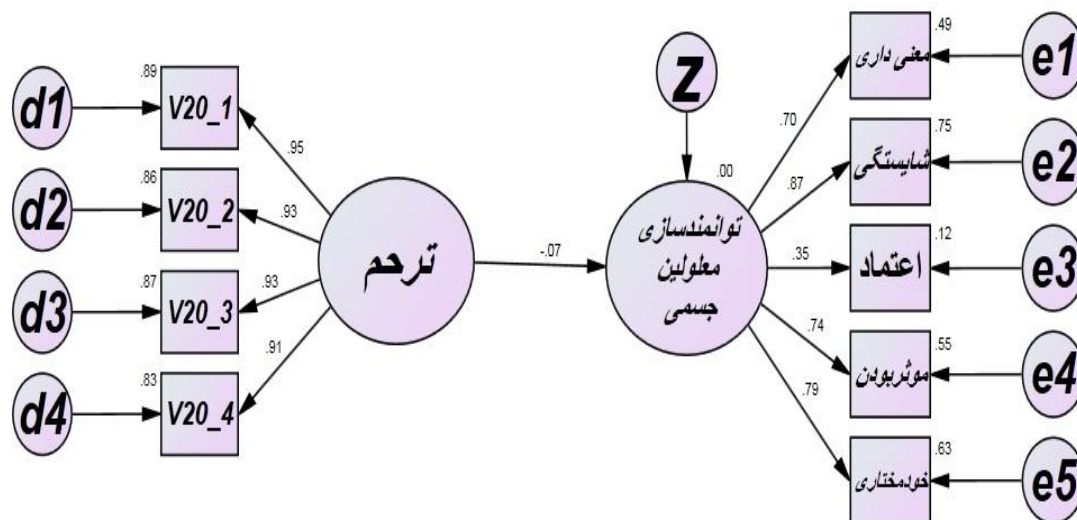 d1
.89
V20_1
.95
d2
.86
V20_2
.93
d3
.87
V20_3
.93
d4
.83
V20_4
.91
ترحم
-.07
z
.00
توانمندسازی
معلولین
جسمی
.70
معنی داری
.49
e1
.87
شایستگی
.75
e2
.35
اعتماد
.12
e3
.74
موثربودن
.55
e4
.79
خودمختاری
.63
e5